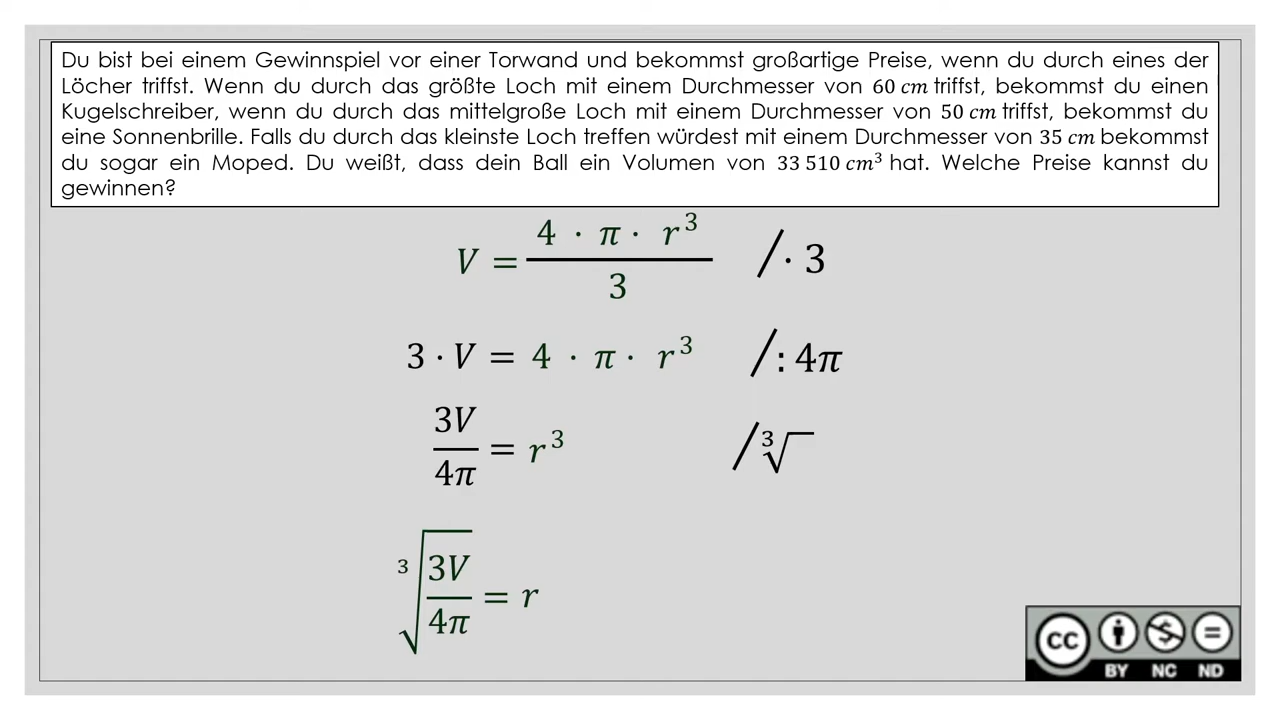 Du bist bei einem Gewinnspiel vor einer Torwand und bekommst großartige Preise, wenn du durch eines der
Löcher triffst. Wenn du durch das größte Loch mit einem Durchmesser von 60 cm triffst, bekommst du einen
Kugelschreiber, wenn du durch das mittelgroße Loch mit einem Durchmesser von 50 cm triffst, bekommst du
eine Sonnenbrille. Falls du durch das kleinste Loch treffen würdest mit einem Durchmesser von 35 cm bekommst
du sogar ein Moped. Du weißt, dass dein Ball ein Volumen von 33 510 cm³ hat. Welche Preise kannst du
gewinnen?
V = (4 · π · r³)/3 / · 3
3 · V = 4 · π · r³ / : 4π
3V/4π = r³ / ³√
³√(3V/4π) = r
CC BY NC ND